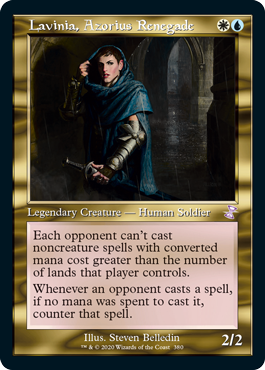 Lavinia, Azorius Renegade
Legendary Creature — Human Soldier
Each opponent can't cast
noncreature spells with converted
mana cost greater than the number
of lands that player controls.
Whenever an opponent casts a spell,
if no mana was spent to cast it,
counter that spell.
Illus. Steven Belledin
™ & © 2020 Wizards of the Coast 380
2/2